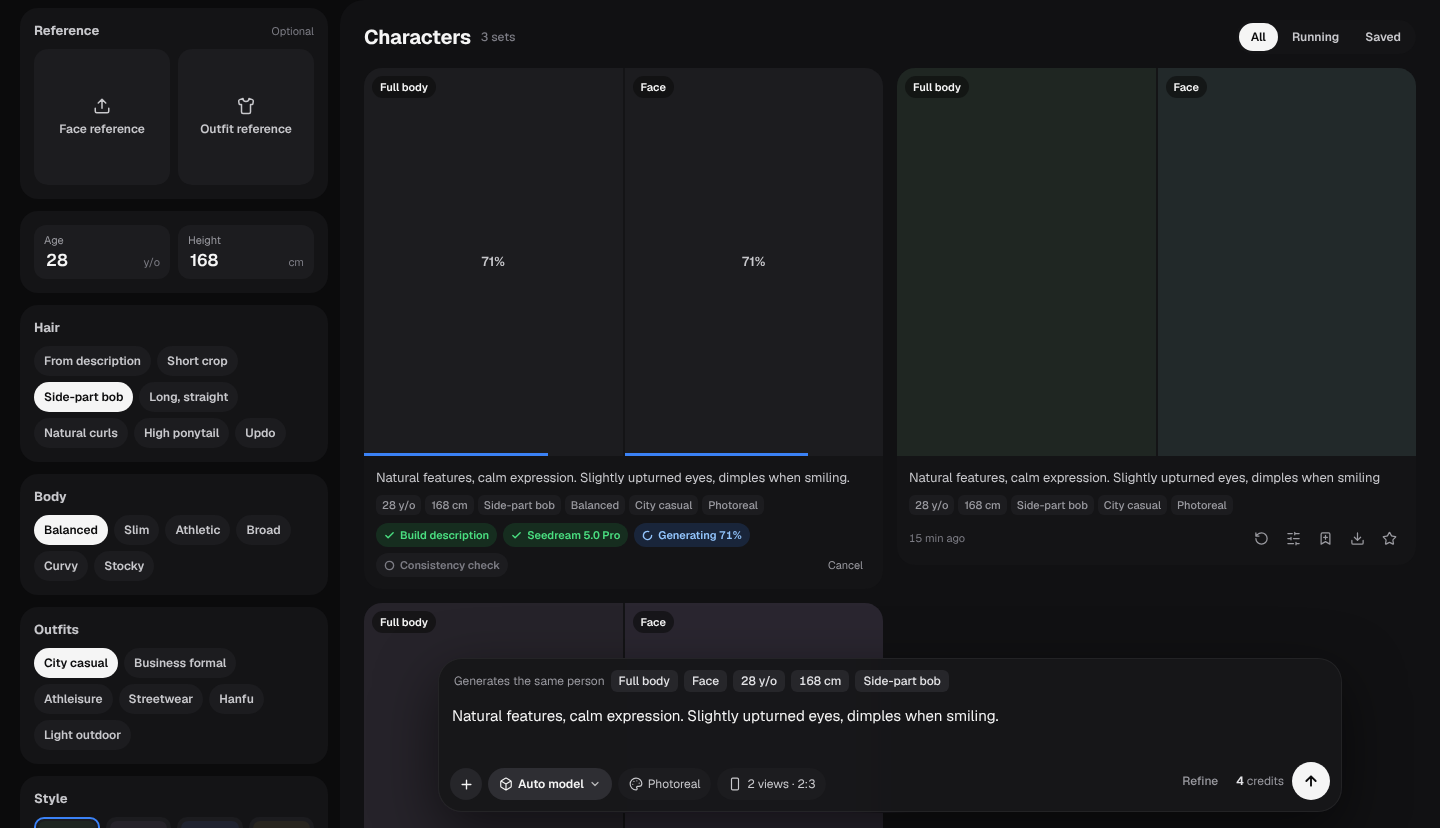 Reference
Optional
Face reference
Outfit reference
Age
28
y/o
Height
168
cm
Hair
From description
Short crop
Side-part bob
Long, straight
Natural curls
High ponytail
Updo
Body
Balanced
Slim
Athletic
Broad
Curvy
Stocky
Outfits
City casual
Business formal
Athleisure
Streetwear
Hanfu
Light outdoor
Style
Characters
3 sets
All
Running
Saved
Full body
Face
71%
71%
Natural features, calm expression. Slightly upturned eyes, dimples when smiling.
28 y/o
168 cm
Side-part bob
Balanced
City casual
Photoreal
Build description
Seedream 5.0 Pro
Generating 71%
Consistency check
Cancel
Full body
Face
Natural features, calm expression. Slightly upturned eyes, dimples when smiling
28 y/o
168 cm
Side-part bob
City casual
Photoreal
15 min ago
Full body
Face
Generates the same person
Full body
Face
28 y/o
168 cm
Side-part bob
Natural features, calm expression. Slightly upturned eyes, dimples when smiling.
Auto model
Photoreal
2 views · 2:3
Refine
4 credits